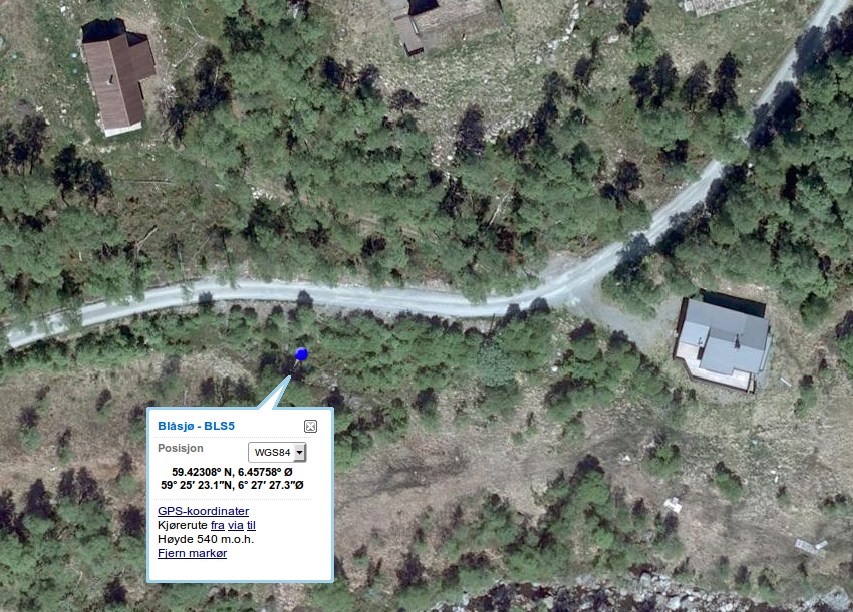 Blåsjø - BLS5
Posisjon
WGS84
59.42308° N, 6.45758° Ø
59° 25′ 23.1″N, 6° 27′ 27.3″Ø
GPS-koordinater
Kjørerute fra via til
Høyde 540 m.o.h.
Fjern markør